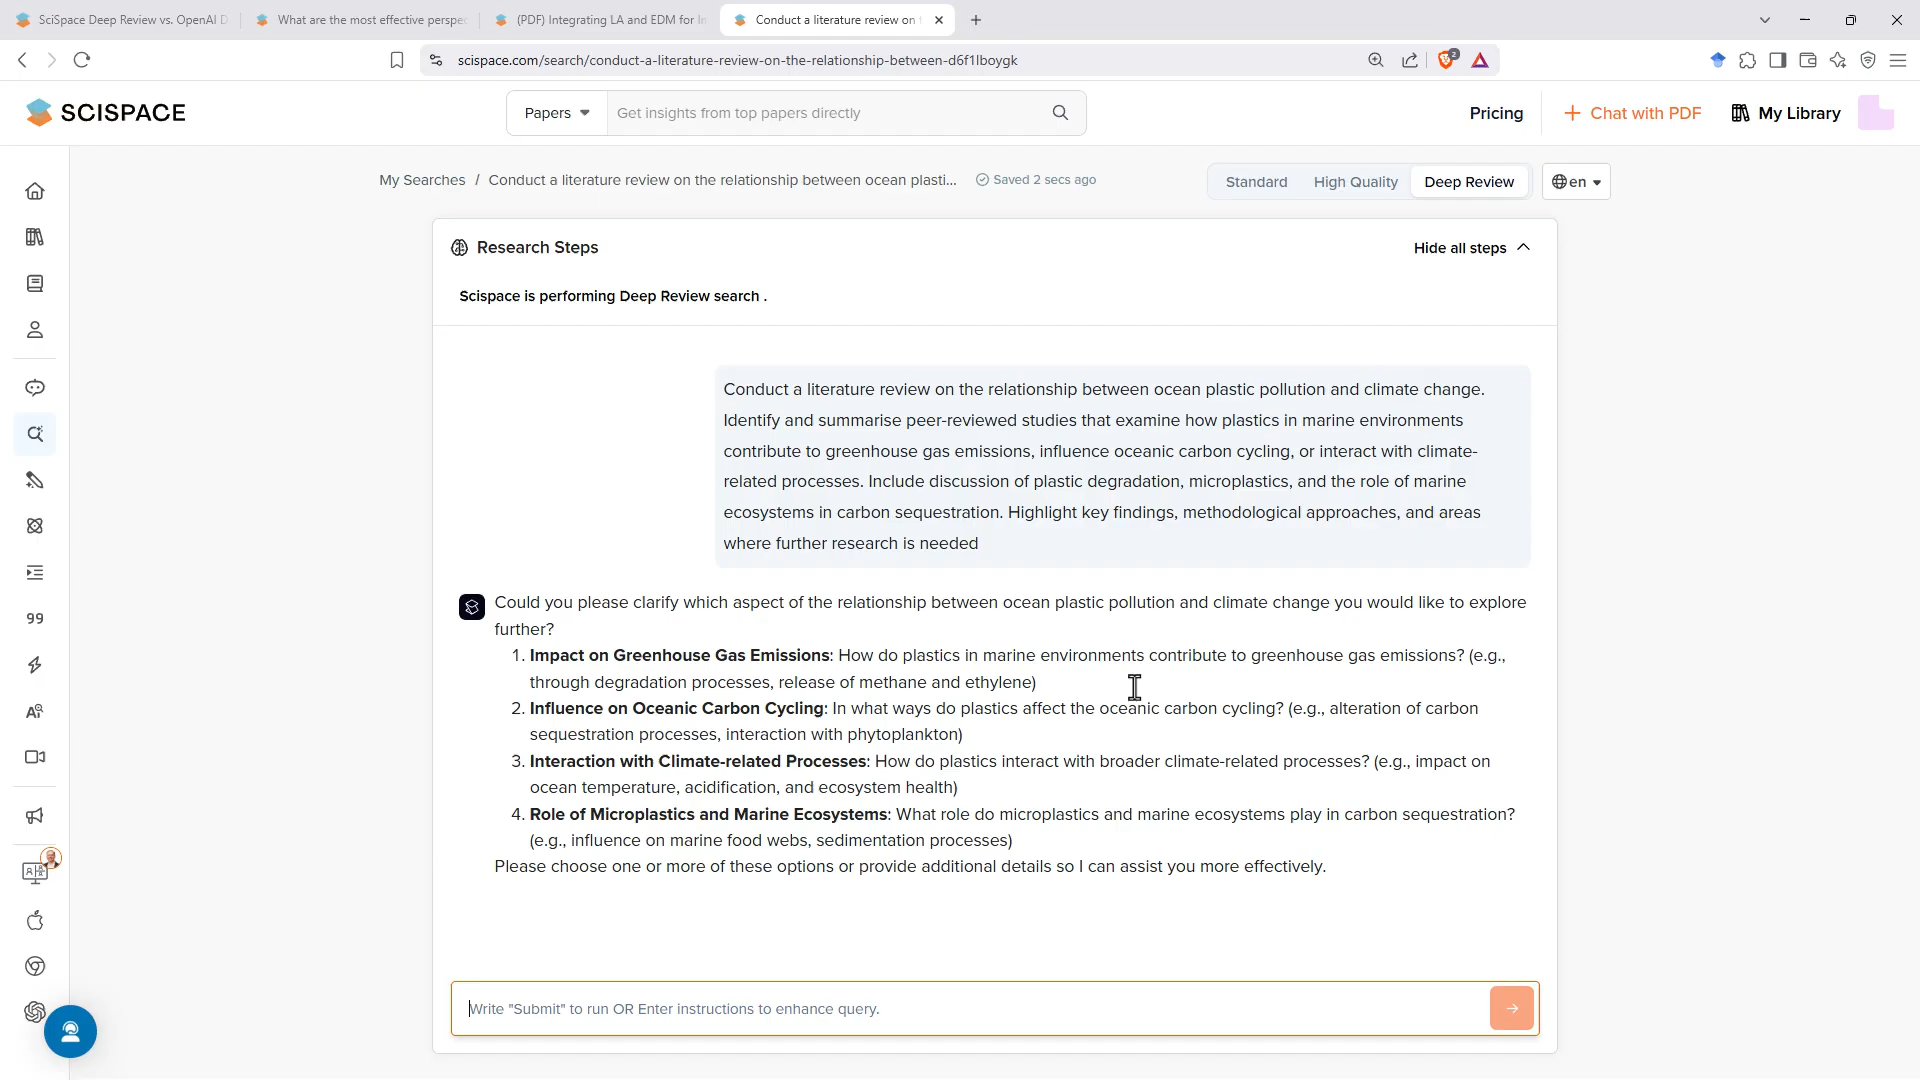 SciSpace Deep Review vs. OpenAI D
What are the most effective perspec
(PDF) Integrating LA and EDM for I
Conduct a literature review on
scispace.com/search/conduct-a-literature-review-on-the-relationship-between-d6f1lboygk
2
SCISPACE
Papers
Get insights from top papers directly
Pricing
Chat with PDF
My Library
My Searches / Conduct a literature review on the relationship between ocean plasti...
Saved 2 secs ago
Standard
High Quality
Deep Review
en
Research Steps
Hide all steps
Scispace is performing Deep Review search .
Conduct a literature review on the relationship between ocean plastic pollution and climate change.
Identify and summarise peer-reviewed studies that examine how plastics in marine environments
contribute to greenhouse gas emissions, influence oceanic carbon cycling, or interact with climate-
related processes. Include discussion of plastic degradation, microplastics, and the role of marine
ecosystems in carbon sequestration. Highlight key findings, methodological approaches, and areas
where further research is needed
Could you please clarify which aspect of the relationship between ocean plastic pollution and climate change you would like to explore
further?
1. Impact on Greenhouse Gas Emissions: How do plastics in marine environments contribute to greenhouse gas emissions? (e.g.,
through degradation processes, release of methane and ethylene)
2. Influence on Oceanic Carbon Cycling: In what ways do plastics affect the oceanic carbon cycling? (e.g., alteration of carbon
sequestration processes, interaction with phytoplankton)
3. Interaction with Climate-related Processes: How do plastics interact with broader climate-related processes? (e.g., impact on
ocean temperature, acidification, and ecosystem health)
4. Role of Microplastics and Marine Ecosystems: What role do microplastics and marine ecosystems play in carbon sequestration?
(e.g., influence on marine food webs, sedimentation processes)
Please choose one or more of these options or provide additional details so I can assist you more effectively.
Write "Submit" to run OR Enter instructions to enhance query.